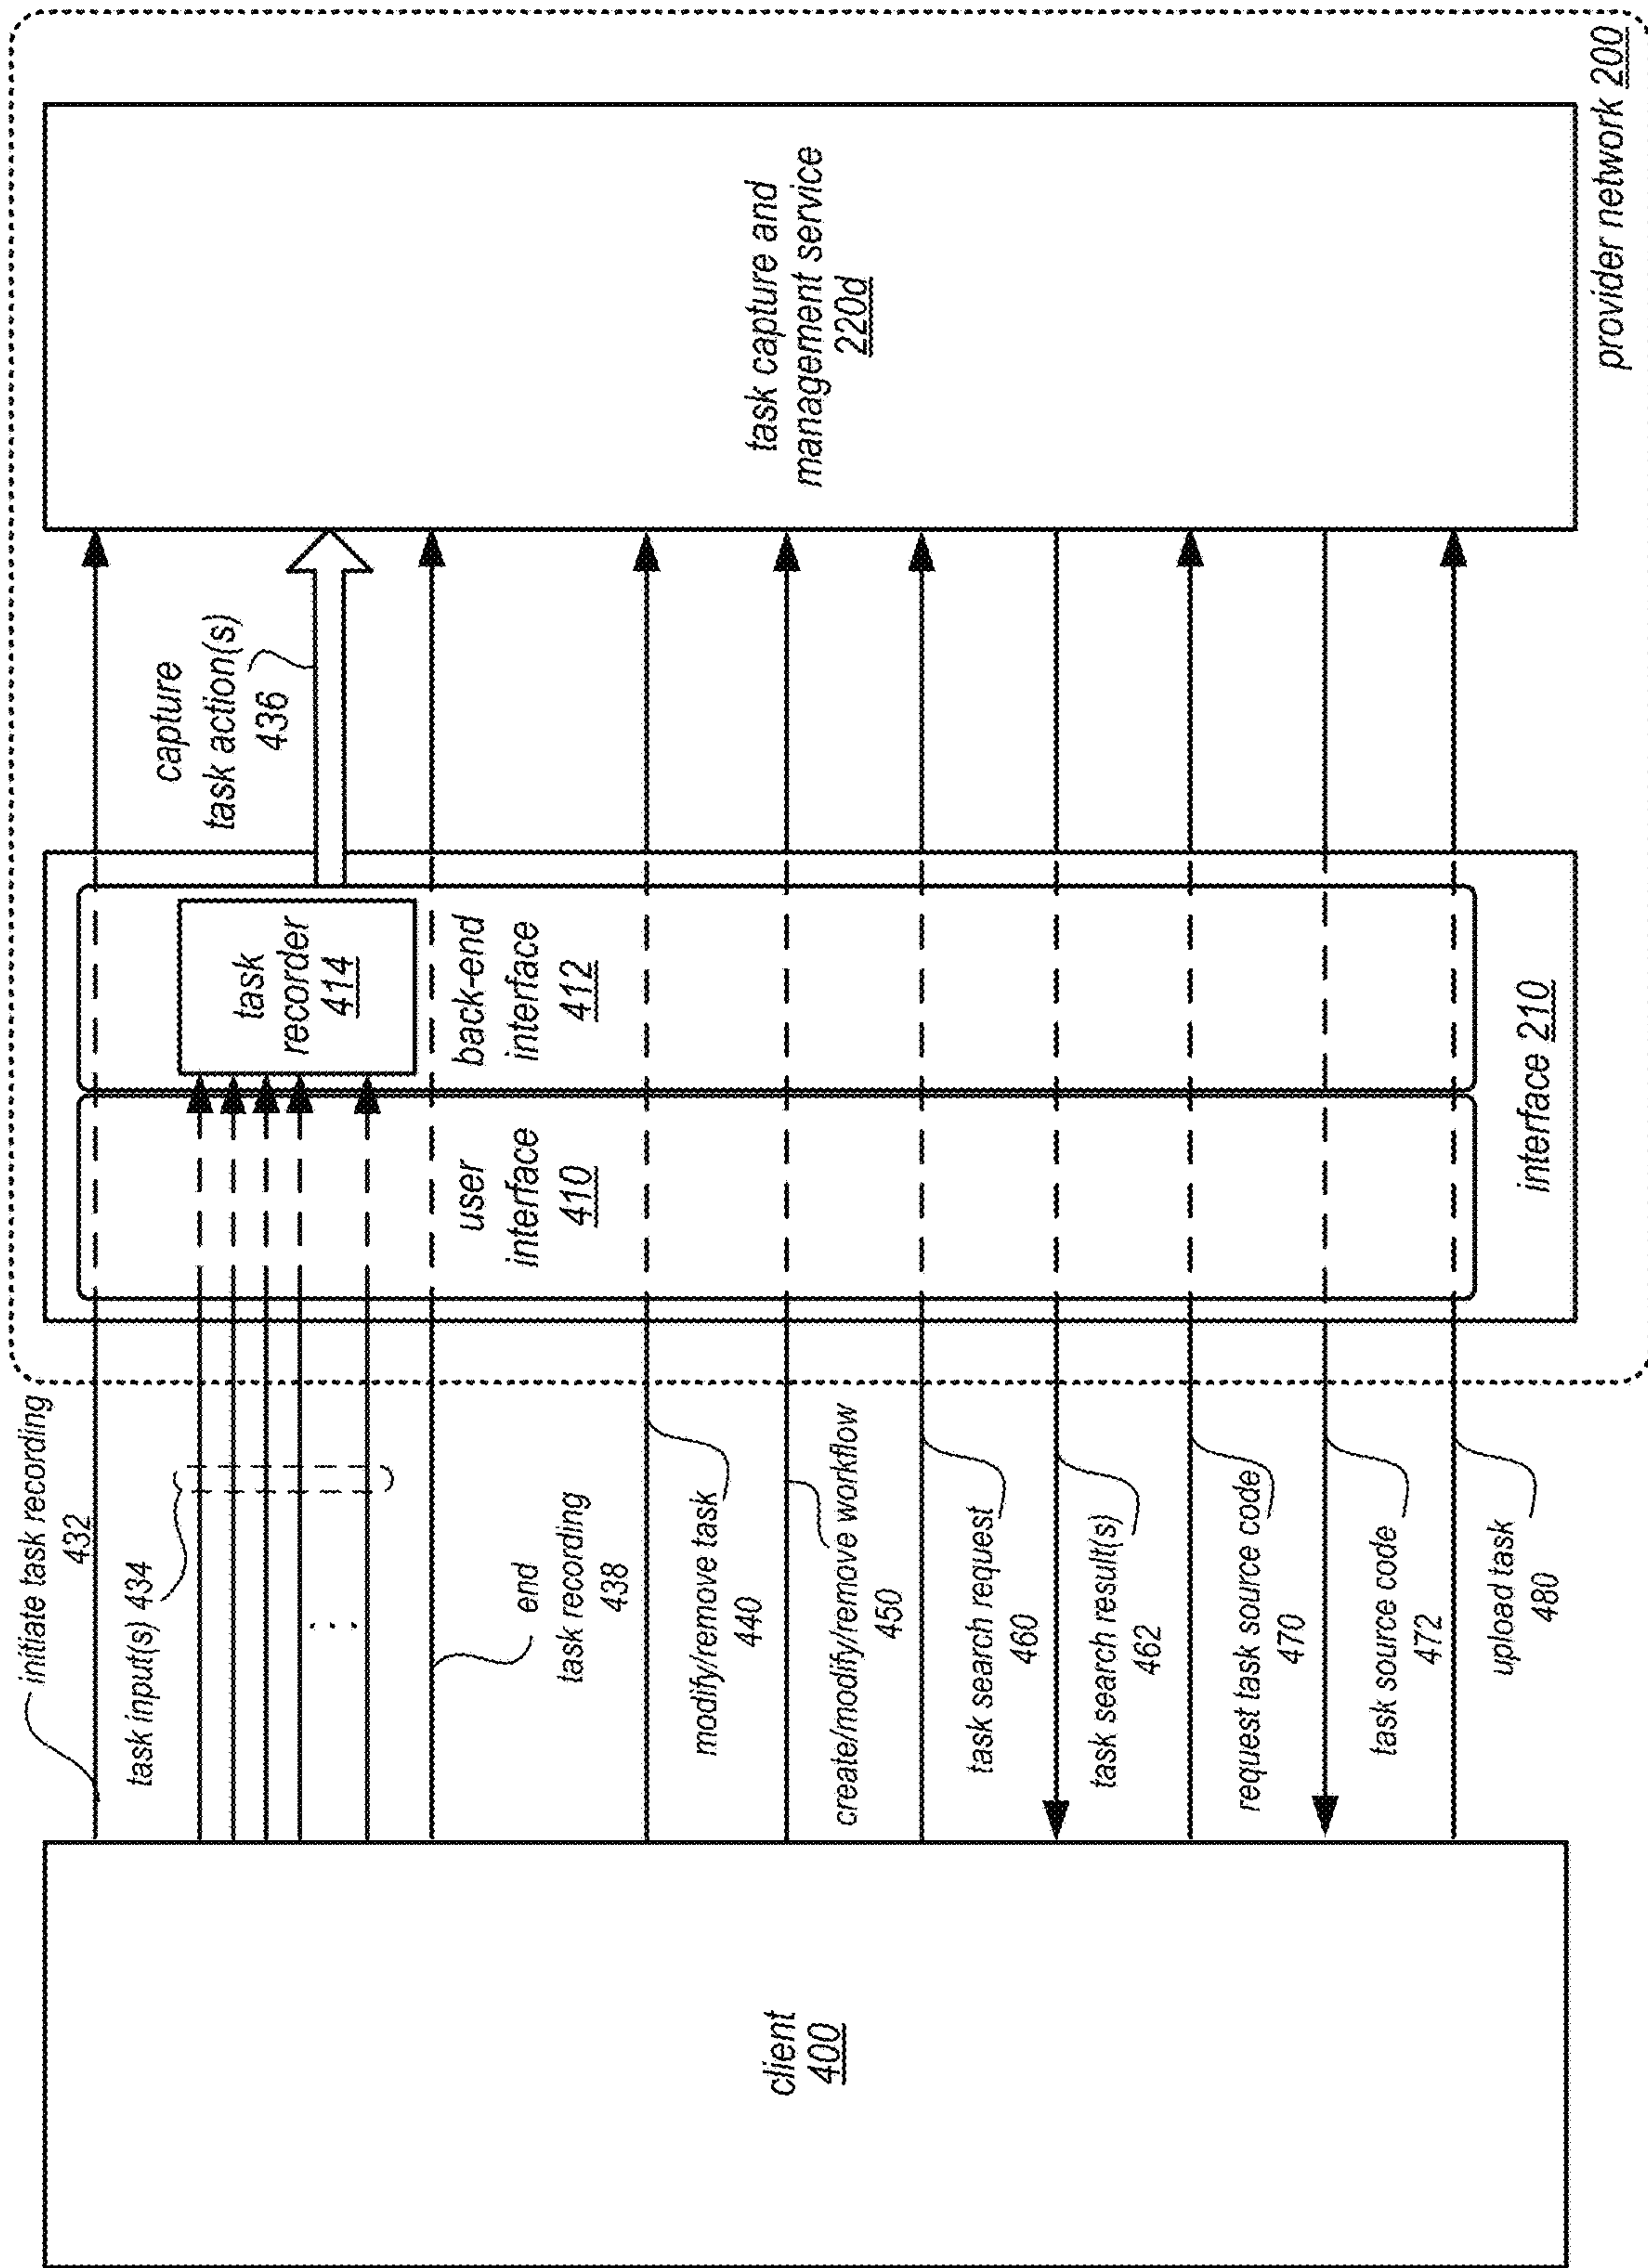 initiate task recording
432
task input(s) 434
end
task recording
438
modify/remove task
440
create/modify/remove workflow
450
task search request
460
task search result(s)
462
request task source code
470
task source code
472
upload task
480
client
400
task
recorder
414
user
interface
410
back-end
interface
412
interface 210
capture
task action(s)
436
task capture and
management service
220d
provider network 200